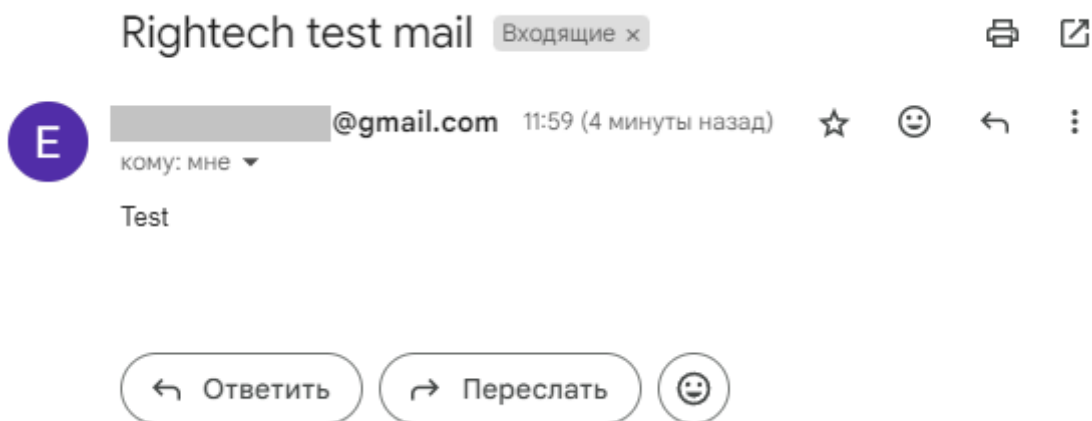 Rightech test mail Входящие ×
E
@gmail.com 11:59 (4 минуты назад)
кому: мне
Test
Ответить Переслать